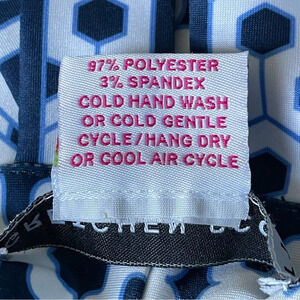 97% POLYESTER
3% SPANDEX
COLD HAND WASH
OR COLD GENTLE
CYCLE/HANG DRY
OR COOL AIR CYCLE